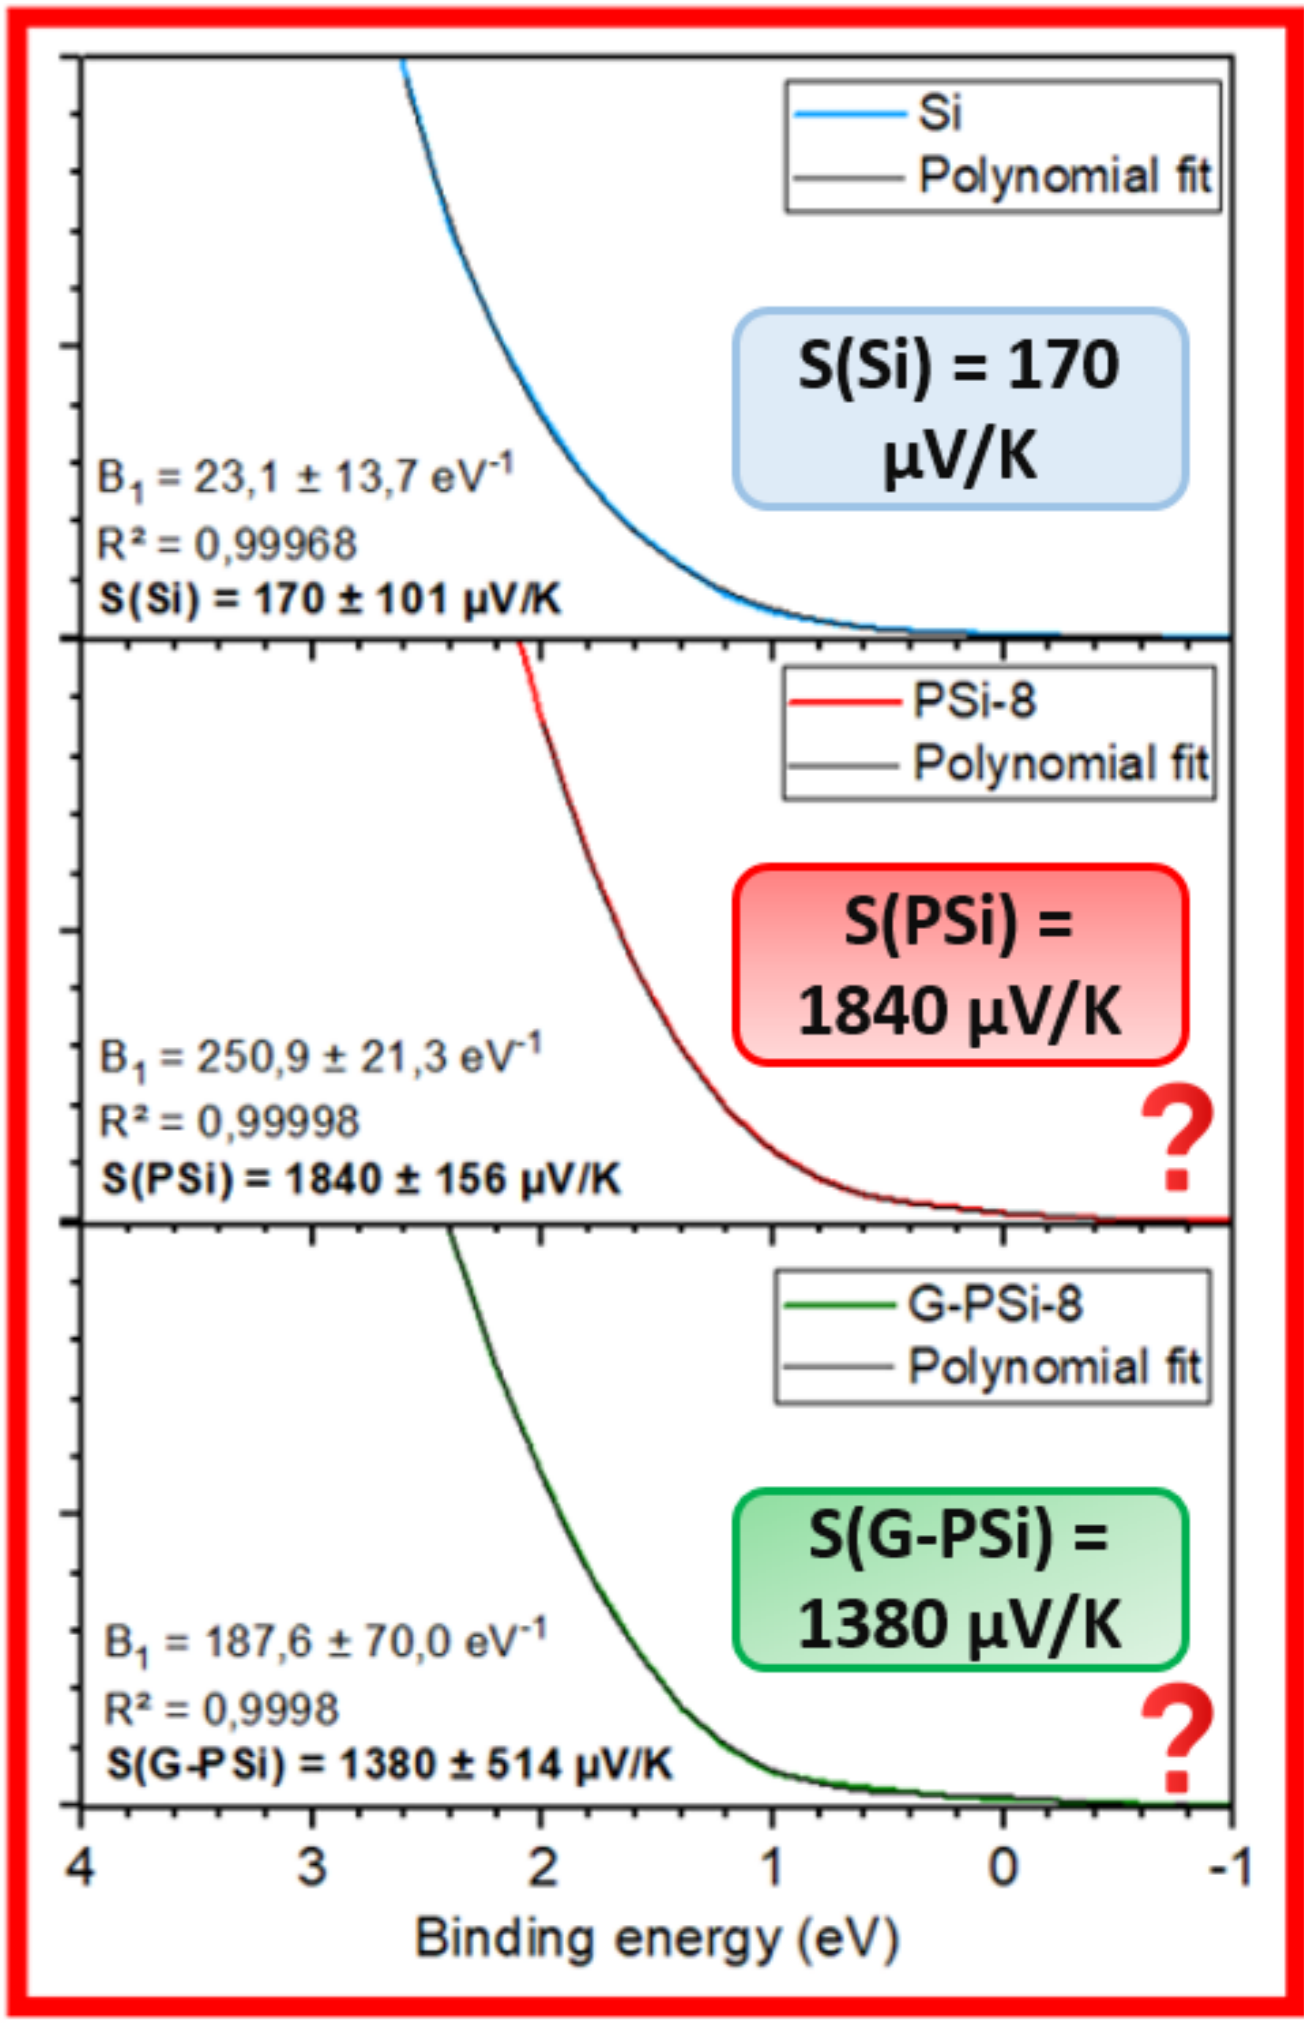 Si
Polynomial fit
S(Si) = 170
µV/K
B₁ = 23,1 ± 13,7 eV⁻¹
R² = 0,99968
S(Si) = 170 ± 101 µV/K
PSi-8
Polynomial fit
S(PSi) =
1840 µV/K
B₁ = 250,9 ± 21,3 eV⁻¹
R² = 0,99998
S(PSi) = 1840 ± 156 µV/K
?
G-PSi-8
Polynomial fit
S(G-PSi) =
1380 µV/K
B₁ = 187,6 ± 70,0 eV⁻¹
R² = 0,9998
S(G-PSi) = 1380 ± 514 µV/K
?
4 3 2 1 0 -1
Binding energy (eV)